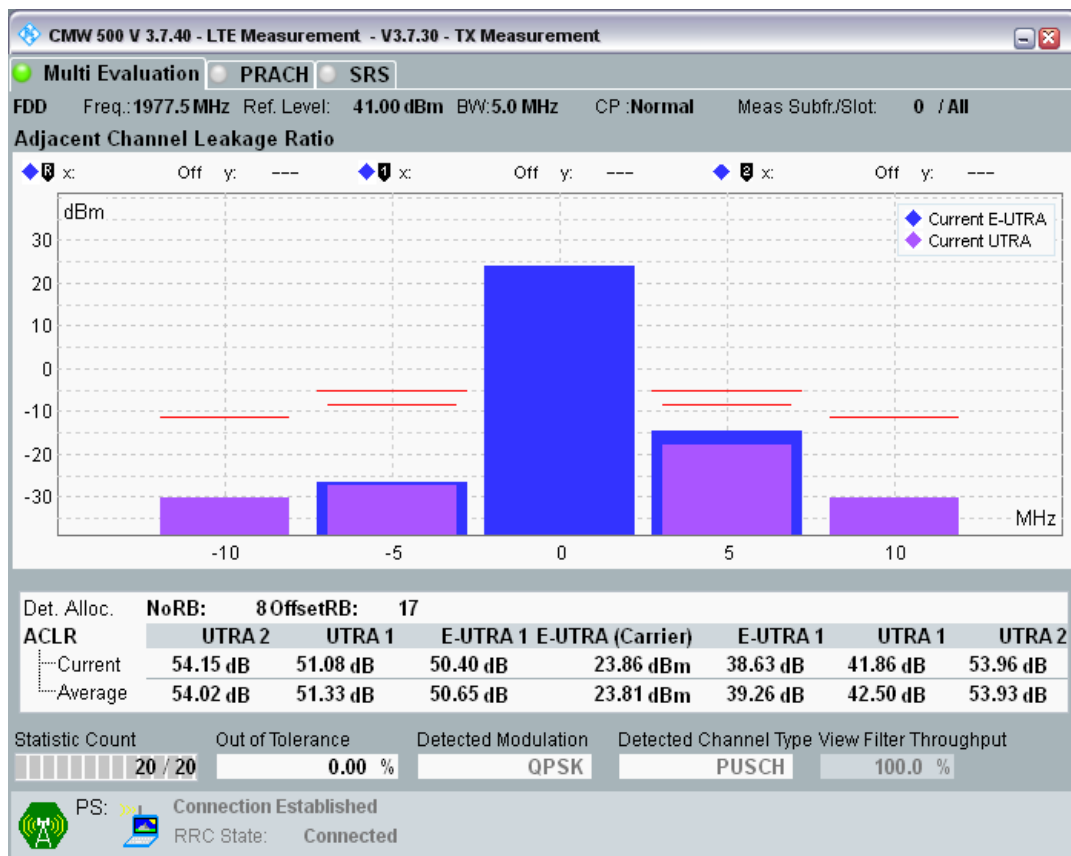 CMW 500 V 3.7.40 - LTE Measurement - V3.7.30 - TX Measurement
Multi Evaluation PRACH SRS
FDD Freq.:1977.5 MHz Ref. Level: 41.00 dBm BW:5.0 MHz CP :Normal Meas Subfr./Slot: 0 / All
Adjacent Channel Leakage Ratio
R x: Off y: --- 1 x: Off y: --- 2 x: Off y: ---
dBm
Current E-UTRA
Current UTRA
30
20
10
0
-10
-20
-30
MHz
-10 -5 0 5 10
Det. Alloc. NoRB: 8 OffsetRB: 17
ACLR UTRA 2 UTRA 1 E-UTRA 1 E-UTRA (Carrier) E-UTRA 1 UTRA 1 UTRA 2
Current 54.15 dB 51.08 dB 50.40 dB 23.86 dBm 38.63 dB 41.86 dB 53.96 dB
Average 54.02 dB 51.33 dB 50.65 dB 23.81 dBm 39.26 dB 42.50 dB 53.93 dB
Statistic Count Out of Tolerance Detected Modulation Detected Channel Type View Filter Throughput
20 / 20 0.00 % QPSK PUSCH 100.0 %
PS: Connection Established
RRC State: Connected